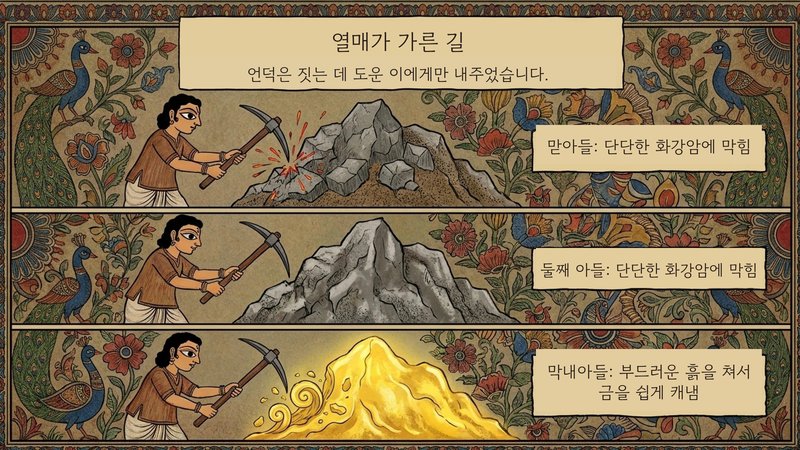 열매가 가른 길
언덕은 짓는 데 도운 이에게만 내주었습니다.
맏아들: 단단한 화강암에 막힘
둘째 아들: 단단한 화강암에 막힘
막내아들: 부드러운 흙을 쳐서
금을 쉽게 캐냄